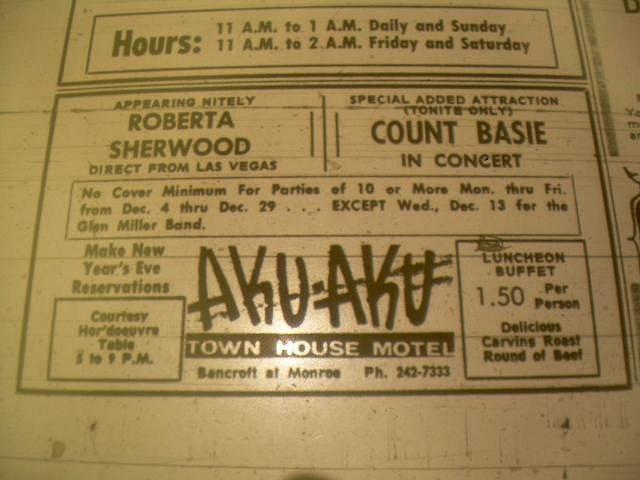 Hours: 11 A.M. to 1 A.M. Daily and Sunday
11 A.M. to 2 A.M. Friday and Saturday
APPEARING NITELY
ROBERTA
SHERWOOD
DIRECT FROM LAS VEGAS
SPECIAL ADDED ATTRACTION
(TONITE ONLY)
COUNT BASIE
IN CONCERT
No Cover Minimum For Parties of 10 or More Mon. thru Fri.
from Dec. 4 thru Dec. 29 . . . EXCEPT Wed., Dec. 13 for the
Glen Miller Band.
Make New
Year's Eve
Reservations
Courtesy
Hor'doeuvre
Table
5 to 9 P.M.
AKU-AKU
TOWN HOUSE MOTEL
Bancroft at Monroe Ph. 242-7333
LUNCHEON
BUFFET
1.50 Per
Person
Delicious
Carving Roast
Round of Beef